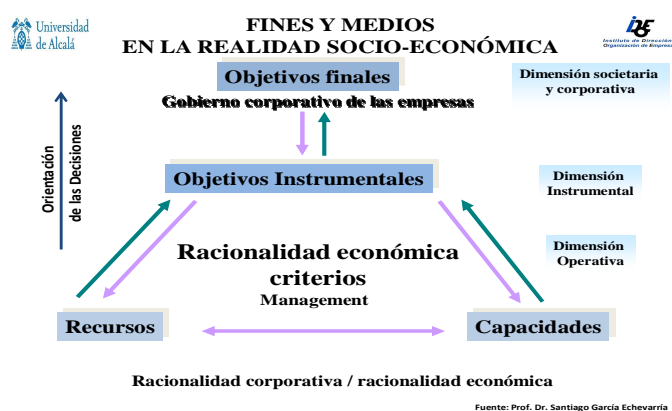 Universidad
de Alcalá
FINES Y MEDIOS
EN LA REALIDAD SOCIO-ECONÓMICA
Instituto de Dirección
Organización de Empresa
Objetivos finales
Gobierno corporativo de las empresas
Dimensión societaria
y corporativa
Orientación
de las Decisiones
Objetivos Instrumentales
Dimensión
Instrumental
Racionalidad económica
criterios
Management
Dimensión
Operativa
Recursos
Capacidades
Racionalidad corporativa / racionalidad económica
Fuente: Prof. Dr. Santiago García Echevarría